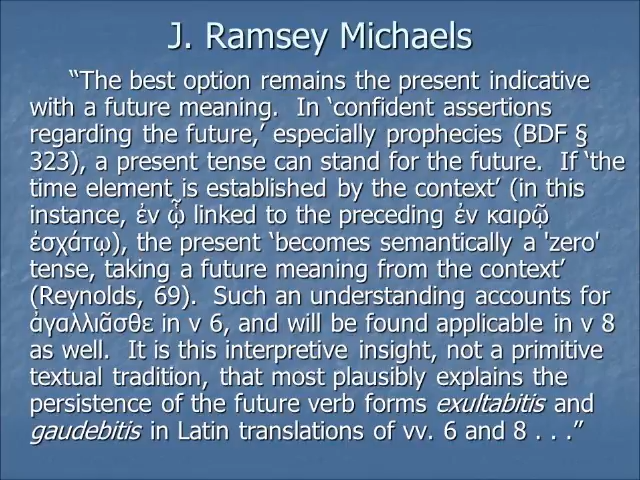 J. Ramsey Michaels
“The best option remains the present indicative
with a future meaning.  In ‘confident assertions
regarding the future,’ especially prophecies (BDF §
323), a present tense can stand for the future.  If ‘the
time element is established by the context’ (in this
instance, ἐν ᾧ linked to the preceding ἐν καιρῷ
ἐσχάτῳ), the present ‘becomes semantically a 'zero'
tense, taking a future meaning from the context’
(Reynolds, 69).  Such an understanding accounts for
ἀγαλλιᾶσθε in v 6, and will be found applicable in v 8
as well.  It is this interpretive insight, not a primitive
textual tradition, that most plausibly explains the
persistence of the future verb forms exultabitis and
gaudebitis in Latin translations of vv. 6 and 8 . . .”